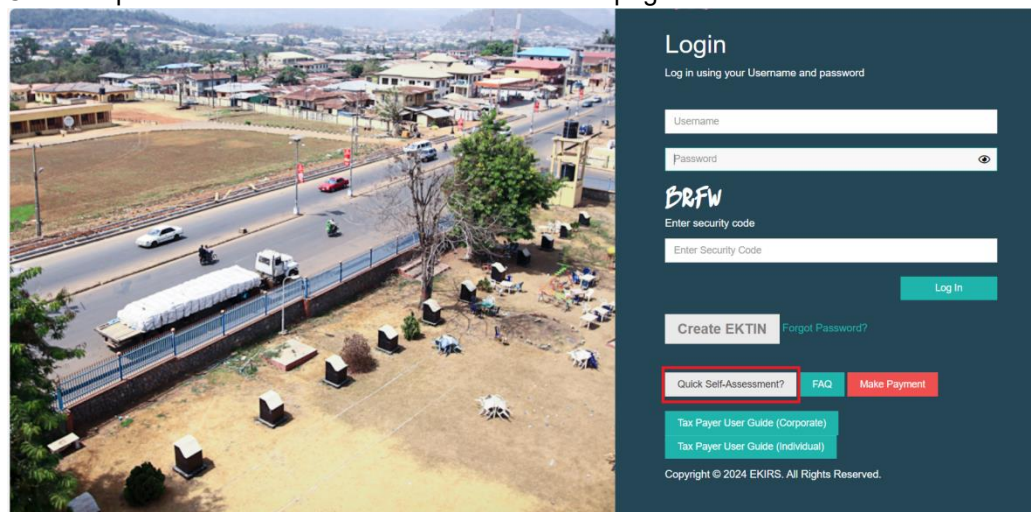 Login
Log in using your Username and password
Username
Password
BRFW
Enter security code
Enter Security Code
Log In
Create EKTIN Forgot Password?
Quick Self-Assessment? FAQ Make Payment
Tax Payer User Guide (Corporate)
Tax Payer User Guide (Individual)
Copyright © 2024 EKIRS. All Rights Reserved.